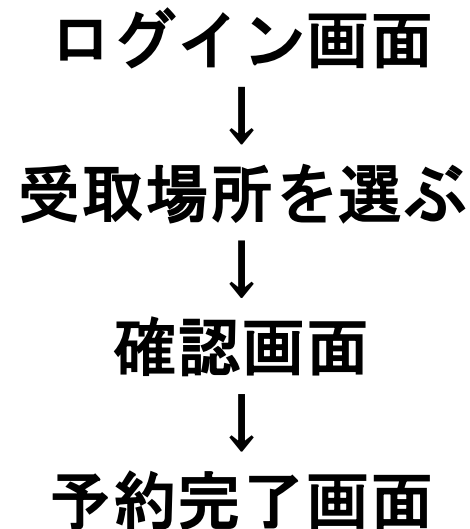 ログイン画面
↓
受取場所を選ぶ
↓
確認画面
↓
予約完了画面